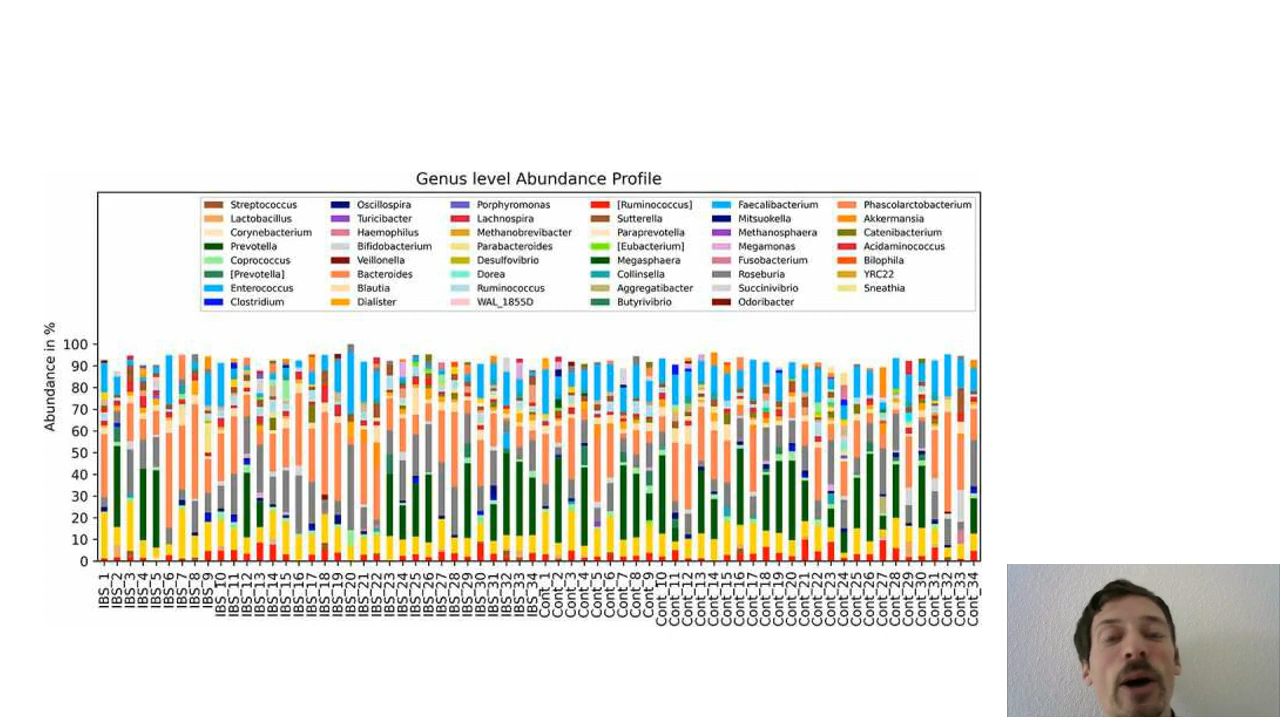 Genus level Abundance Profile
Streptococcus Oscillospira Porphyromonas [Ruminococcus] Faecalibacterium Phascolarctobacterium
Lactobacillus Turicibacter Lachnospira Sutterella Mitsuokella Akkermansia
Corynebacterium Haemophilus Methanobrevibacter Paraprevotella Methanosphaera Catenibacterium
Prevotella Bifidobacterium Parabacteroides [Eubacterium] Megamonas Acidaminococcus
Coprococcus Veillonella Desulfovibrio Megasphaera Fusobacterium Bilophila
[Prevotella] Bacteroides Dorea Collinsella Roseburia YRC22
Enterococcus Blautia Ruminococcus Aggregatibacter Succinivibrio Sneathia
Clostridium Dialister WAL_1855D Butyrivibrio Odoribacter
Abundance in %
100
90
80
70
60
50
40
30
20
10
0
IBS_1 IBS_2 IBS_3 IBS_4 IBS_5 IBS_6 IBS_7 IBS_8 IBS_9 IBS_10 IBS_11 IBS_12 IBS_13 IBS_14 IBS_15 IBS_16 IBS_17 IBS_18 IBS_19 IBS_20 IBS_21 IBS_22 IBS_23 IBS_24 IBS_25 IBS_26 IBS_27 IBS_28 IBS_29 IBS_30 IBS_31 IBS_32 IBS_33 IBS_34 Cont_1 Cont_2 Cont_3 Cont_4 Cont_5 Cont_6 Cont_7 Cont_8 Cont_9 Cont_10 Cont_11 Cont_12 Cont_13 Cont_14 Cont_15 Cont_16 Cont_17 Cont_18 Cont_19 Cont_20 Cont_21 Cont_22 Cont_23 Cont_24 Cont_25 Cont_26 Cont_27 Cont_28 Cont_29 Cont_30 Cont_31 Cont_32 Cont_33 Cont_34